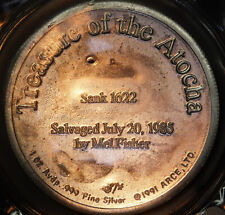 Treasure of the Atocha
Sank 1622
Salvaged July 20, 1985
by Mel Fisher
1 oz. .999 Fine Silver ©1991 ARCE, LTD.